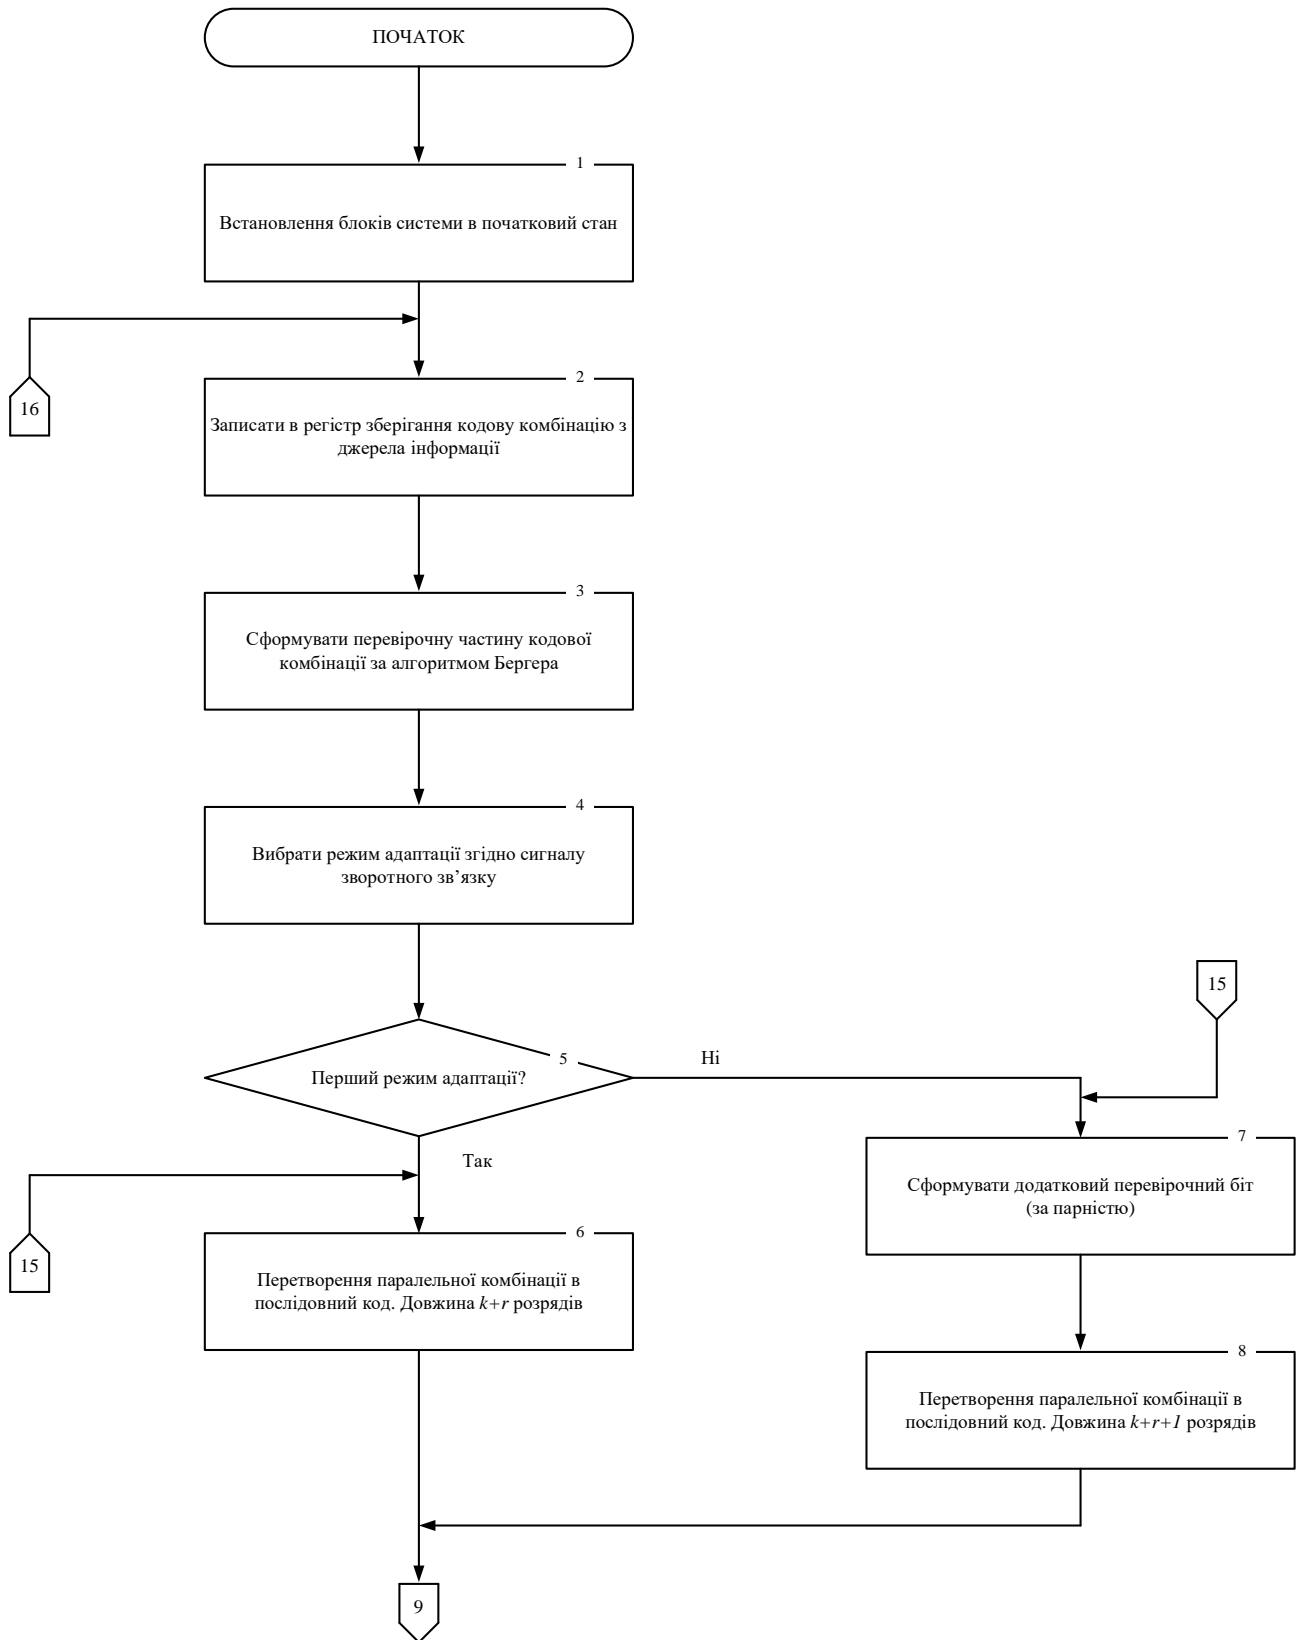 ПОЧАТОК
1
Встановлення блоків системи в початковий стан
16
2
Записати в регістр зберігання кодову комбінацію з
джерела інформації
3
Сформувати перевірочну частину кодової
комбінації за алгоритмом Бергера
4
Вибрати режим адаптації згідно сигналу
зворотного зв’язку
15
5
Перший режим адаптації?
Ні
Так
7
Сформувати додатковий перевірочний біт
(за парністю)
15
6
Перетворення паралельної комбінації в
послідовний код. Довжина k+r розрядів
8
Перетворення паралельної комбінації в
послідовний код. Довжина k+r+1 розрядів
9